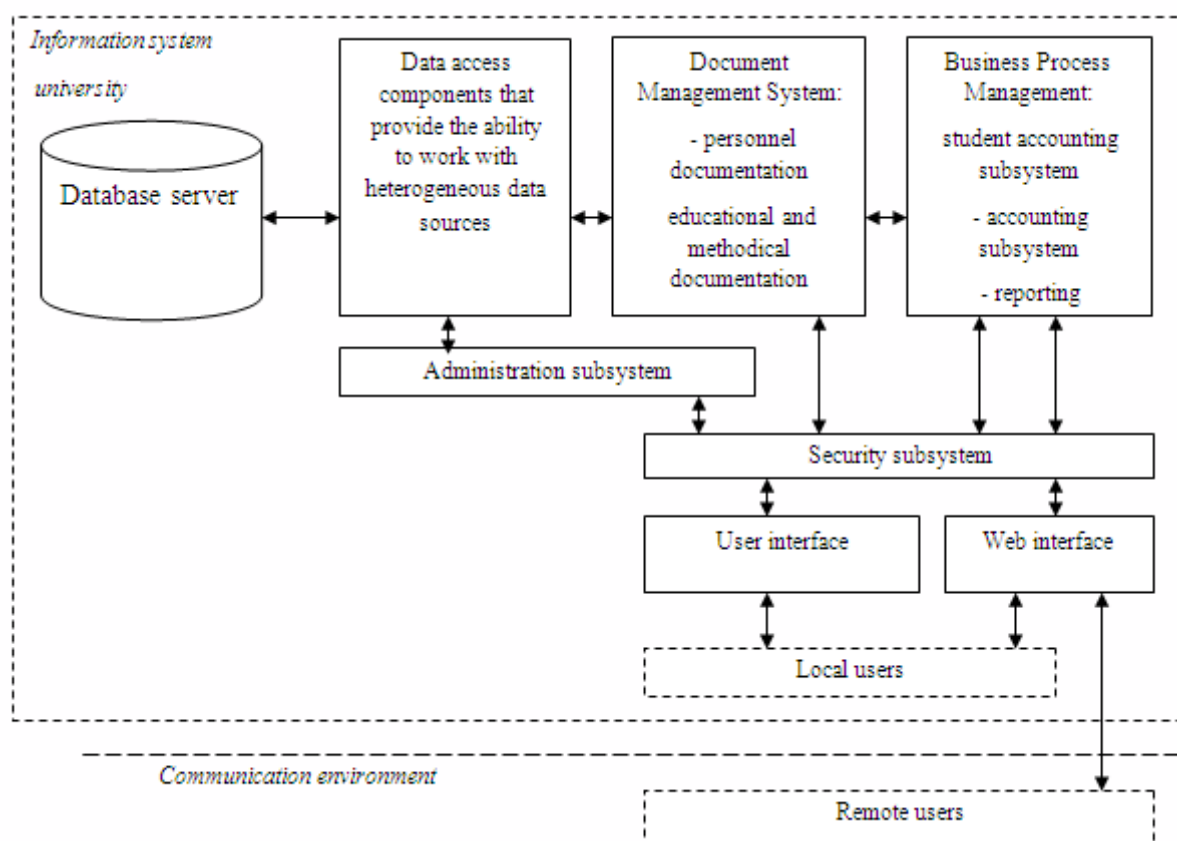 Information system
university
Database server
Data access
components that
provide the ability
to work with
heterogeneous data
sources
Document
Management System:
- personnel
documentation
educational and
methodical
documentation
Business Process
Management:
student accounting
subsystem
- accounting
subsystem
- reporting
Administration subsystem
Security subsystem
User interface
Web interface
Local users
Communication environment
Remote users